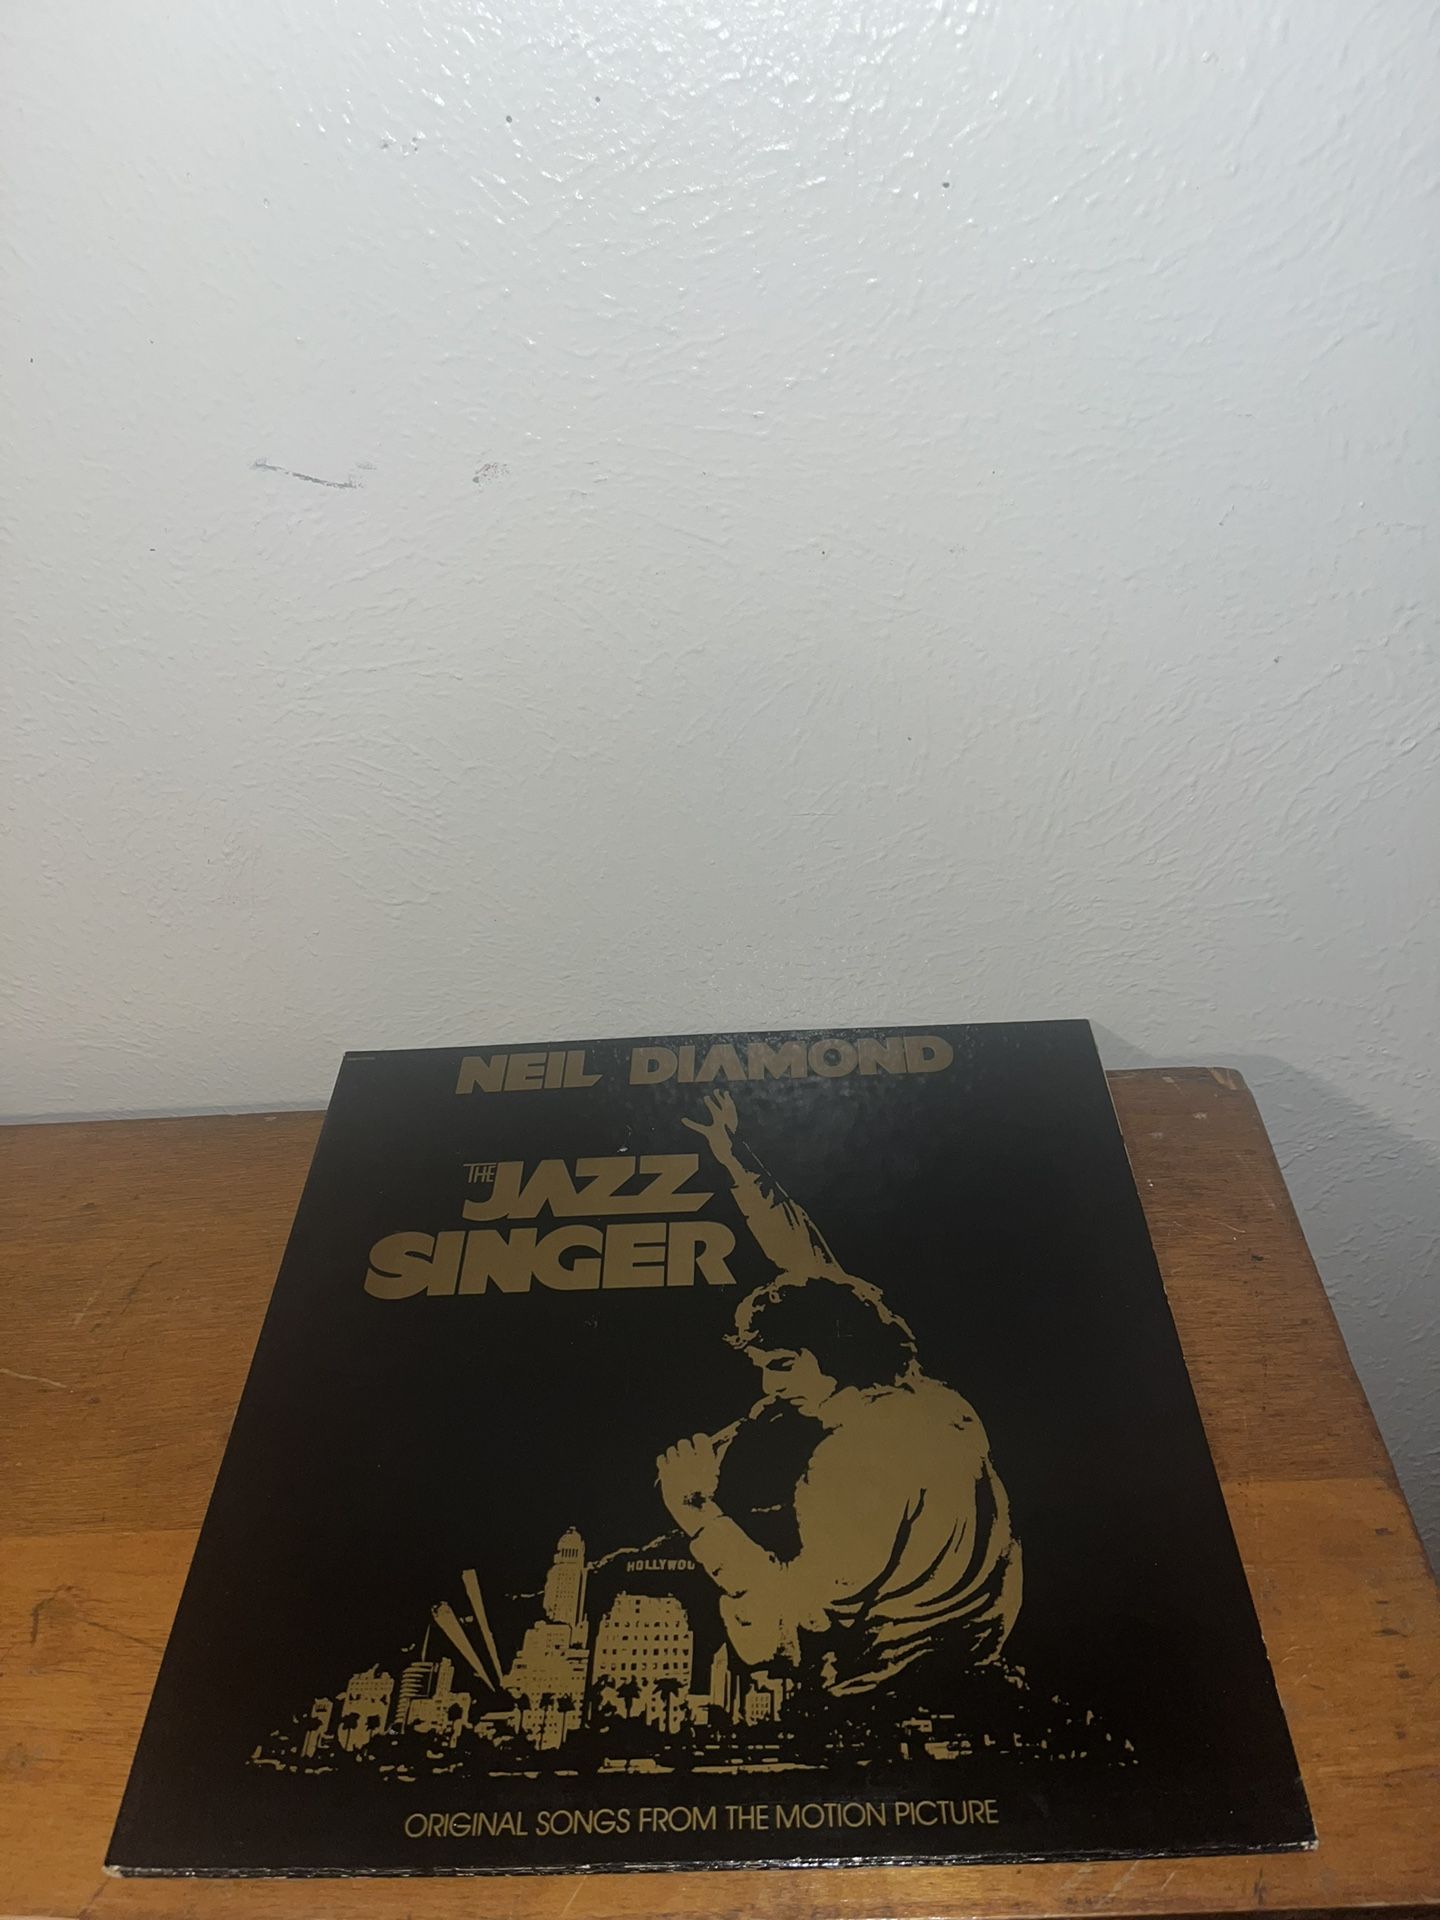 NEIL DIAMOND
THE JAZZ
SINGER
HOLLYWOO
ORIGINAL SONGS FROM THE MOTION PICTURE